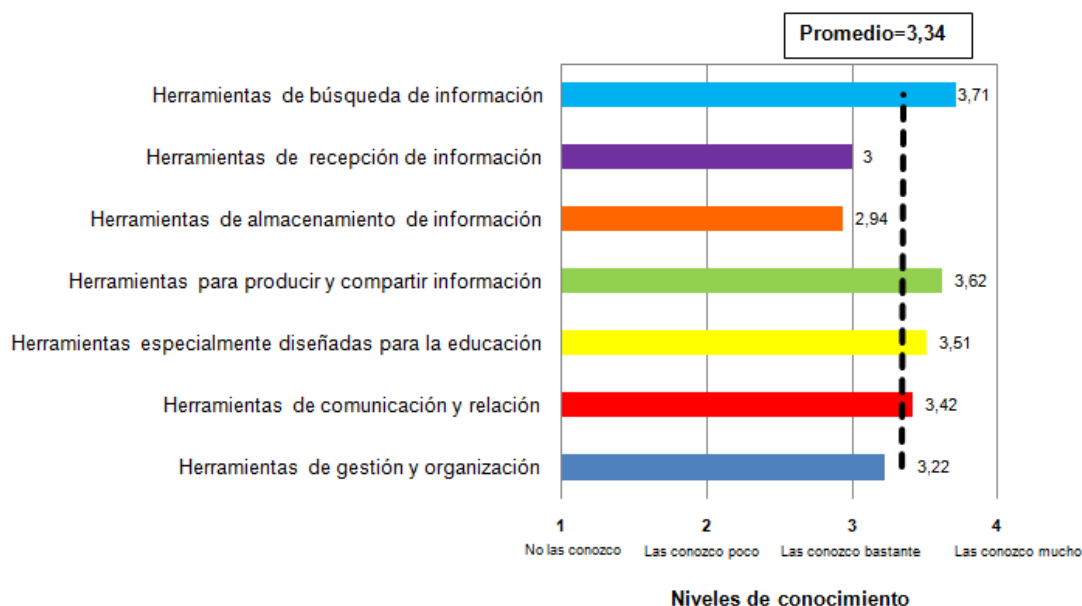 Promedio=3,34
Herramientas de búsqueda de información
3,71
Herramientas de recepción de información
3
Herramientas de almacenamiento de información
2,94
Herramientas para producir y compartir información
3,62
Herramientas especialmente diseñadas para la educación
3,51
Herramientas de comunicación y relación
3,42
Herramientas de gestión y organización
3,22
1 2 3 4
No las conozco Las conozco poco Las conozco bastante Las conozco mucho
Niveles de conocimiento